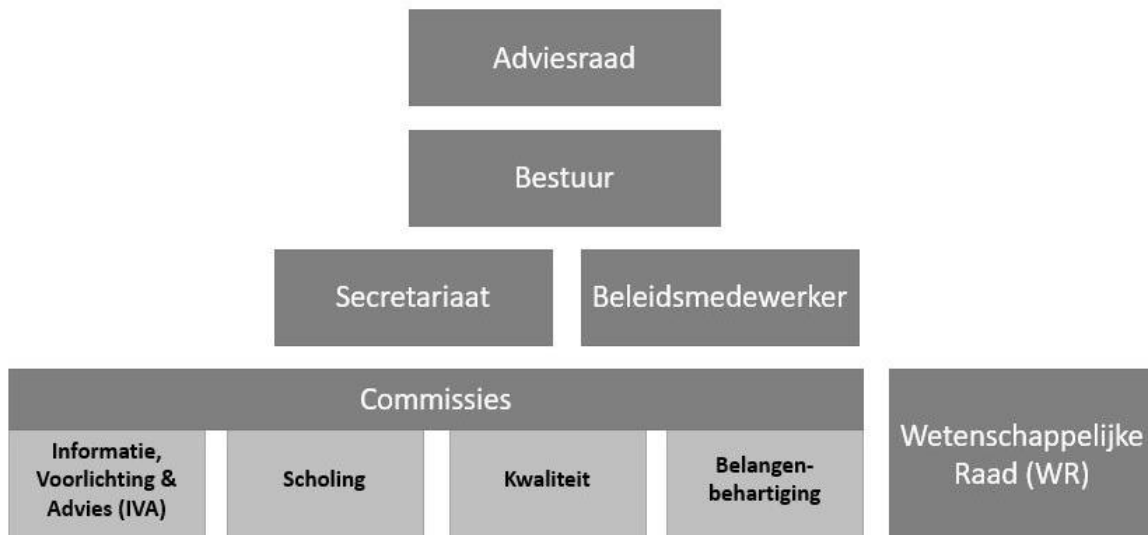 Adviesraad
Bestuur
Secretariaat
Beleidsmedewerker
Commissies
Informatie,
Voorlichting &
Advies (IVA)
Scholing
Kwaliteit
Belangen-
behartiging
Wetenschappelijke
Raad (WR)